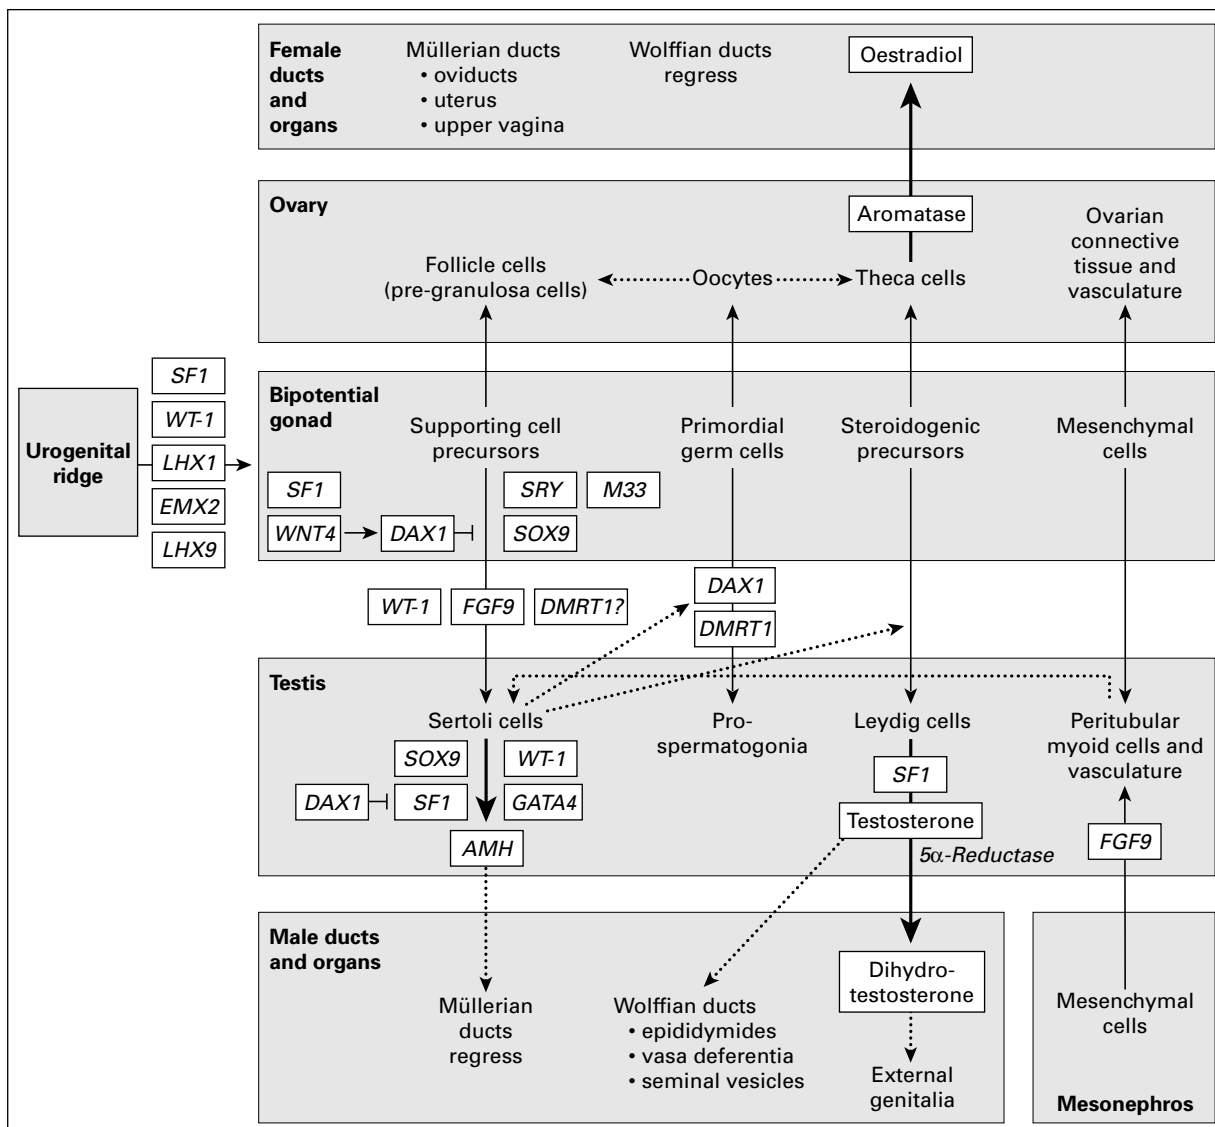 Female
ducts
and
organs
Müllerian ducts
• oviducts
• uterus
• upper vagina
Wolffian ducts
regress
Oestradiol
Ovary
Aromatase
Follicle cells
(pre-granulosa cells)
Oocytes
Theca cells
Ovarian
connective
tissue and
vasculature
Urogenital
ridge
SF1
WT-1
LHX1
EMX2
LHX9
Bipotential
gonad
Supporting cell
precursors
Primordial
germ cells
Steroidogenic
precursors
Mesenchymal
cells
SF1
WNT4
DAX1
SRY
M33
SOX9
WT-1
FGF9
DMRT1?
DAX1
DMRT1
Testis
Sertoli cells
Pro-
spermatogonia
Leydig cells
Peritubular
myoid cells and
vasculature
SOX9
WT-1
DAX1
SF1
GATA4
AMH
SF1
Testosterone
5α-Reductase
FGF9
Male ducts
and organs
Müllerian
ducts
regress
Wolffian ducts
• epididymides
• vasa deferentia
• seminal vesicles
Dihydro-
testosterone
External
genitalia
Mesenchymal
cells
Mesonephros